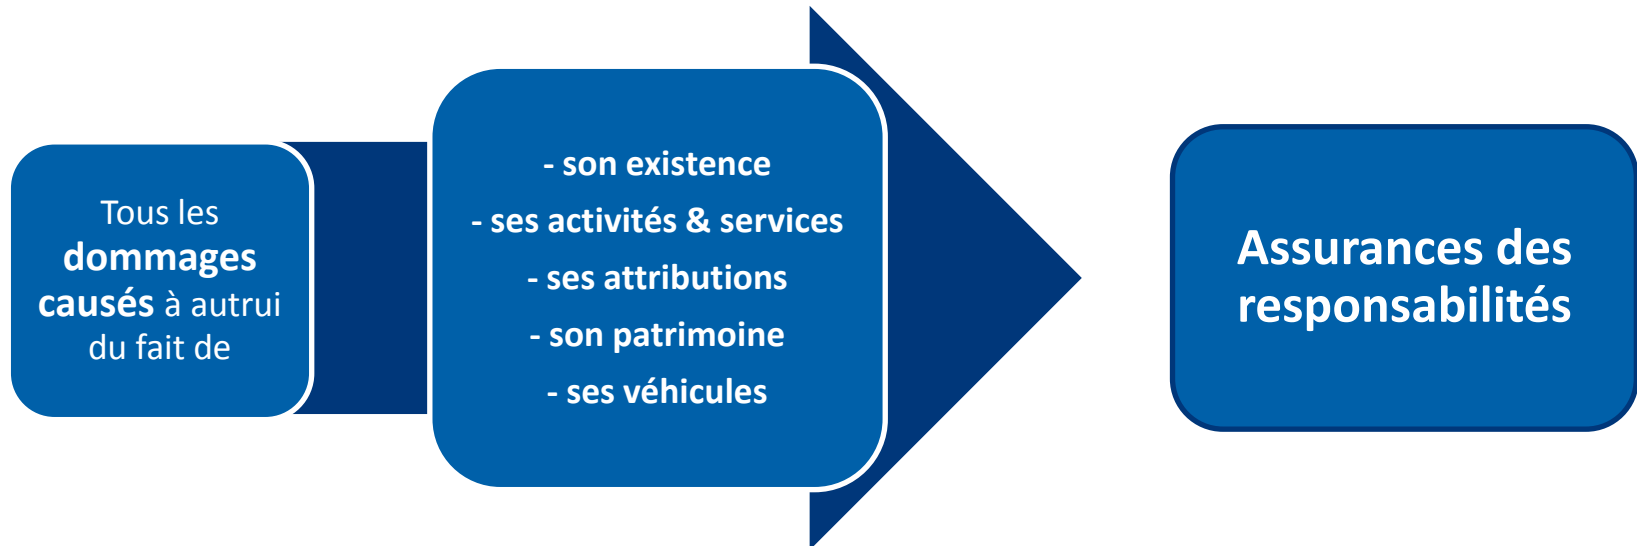 Tous les
dommages
causés à autrui
du fait de
- son existence
- ses activités & services
- ses attributions
- son patrimoine
- ses véhicules
Assurances des
responsabilités